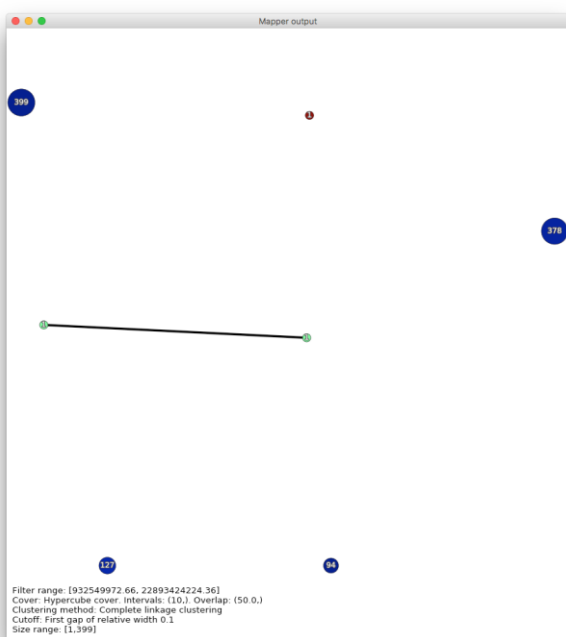 Mapper output
399
1
378
127
94
Filter range: [932549972.66, 22893424224.36]
Cover: Hypercube cover. Intervals: (10,). Overlap: (50.0,)
Clustering method: Complete linkage clustering
Cutoff: First gap of relative width 0.1
Size range: [1,399]